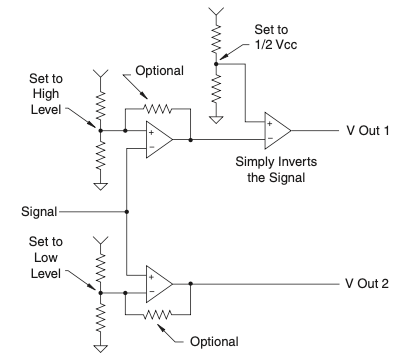 Set to
1/2 Vcc
Optional
Set to
High
Level
+
−
+
−
V Out 1
Simply Inverts
the Signal
Signal
Set to
Low
Level
+
−
V Out 2
Optional